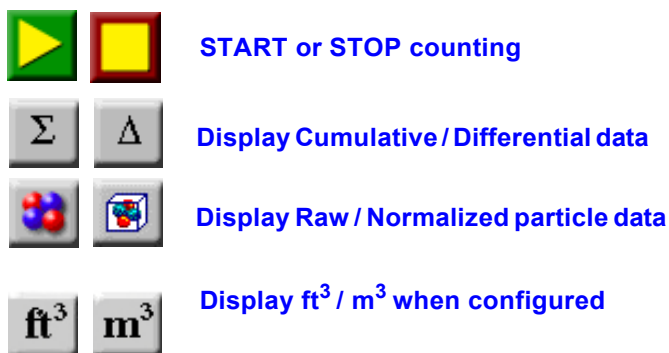 START or STOP counting
Σ Δ Display Cumulative / Differential data
Display Raw / Normalized particle data
ft³ m³ Display ft³ / m³ when configured